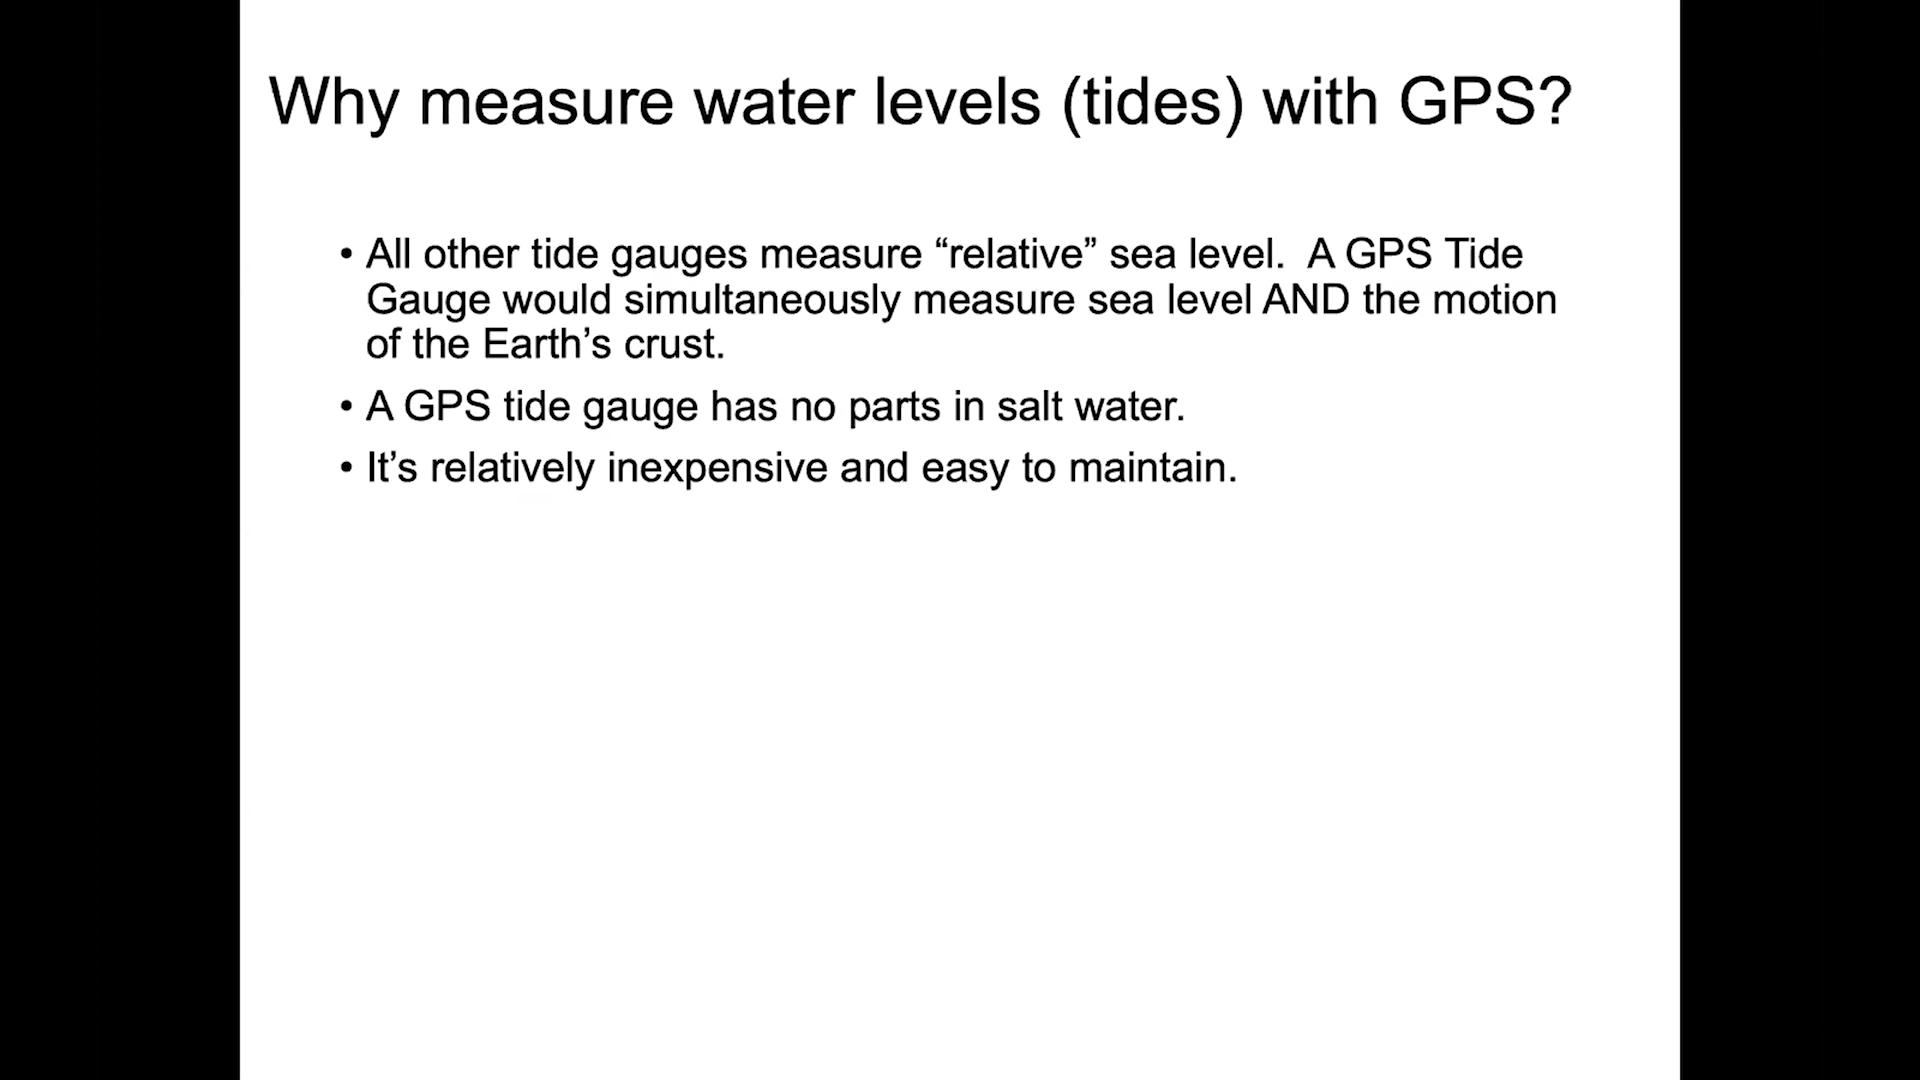 Why measure water levels (tides) with GPS?
• All other tide gauges measure “relative” sea level.  A GPS Tide
Gauge would simultaneously measure sea level AND the motion
of the Earth’s crust.
• A GPS tide gauge has no parts in salt water.
• It’s relatively inexpensive and easy to maintain.